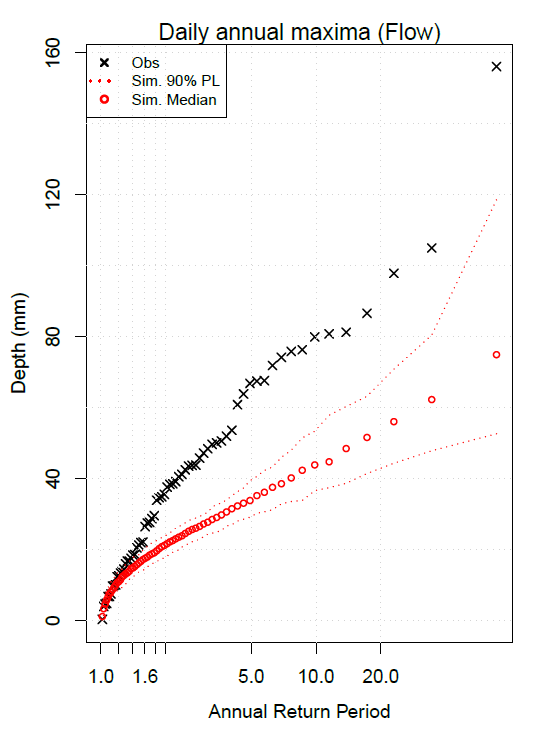 Daily annual maxima (Flow)
Obs
Sim. 90% PL
Sim. Median
160
120
80
40
0
Depth (mm)
1.0 1.6 5.0 10.0 20.0
Annual Return Period